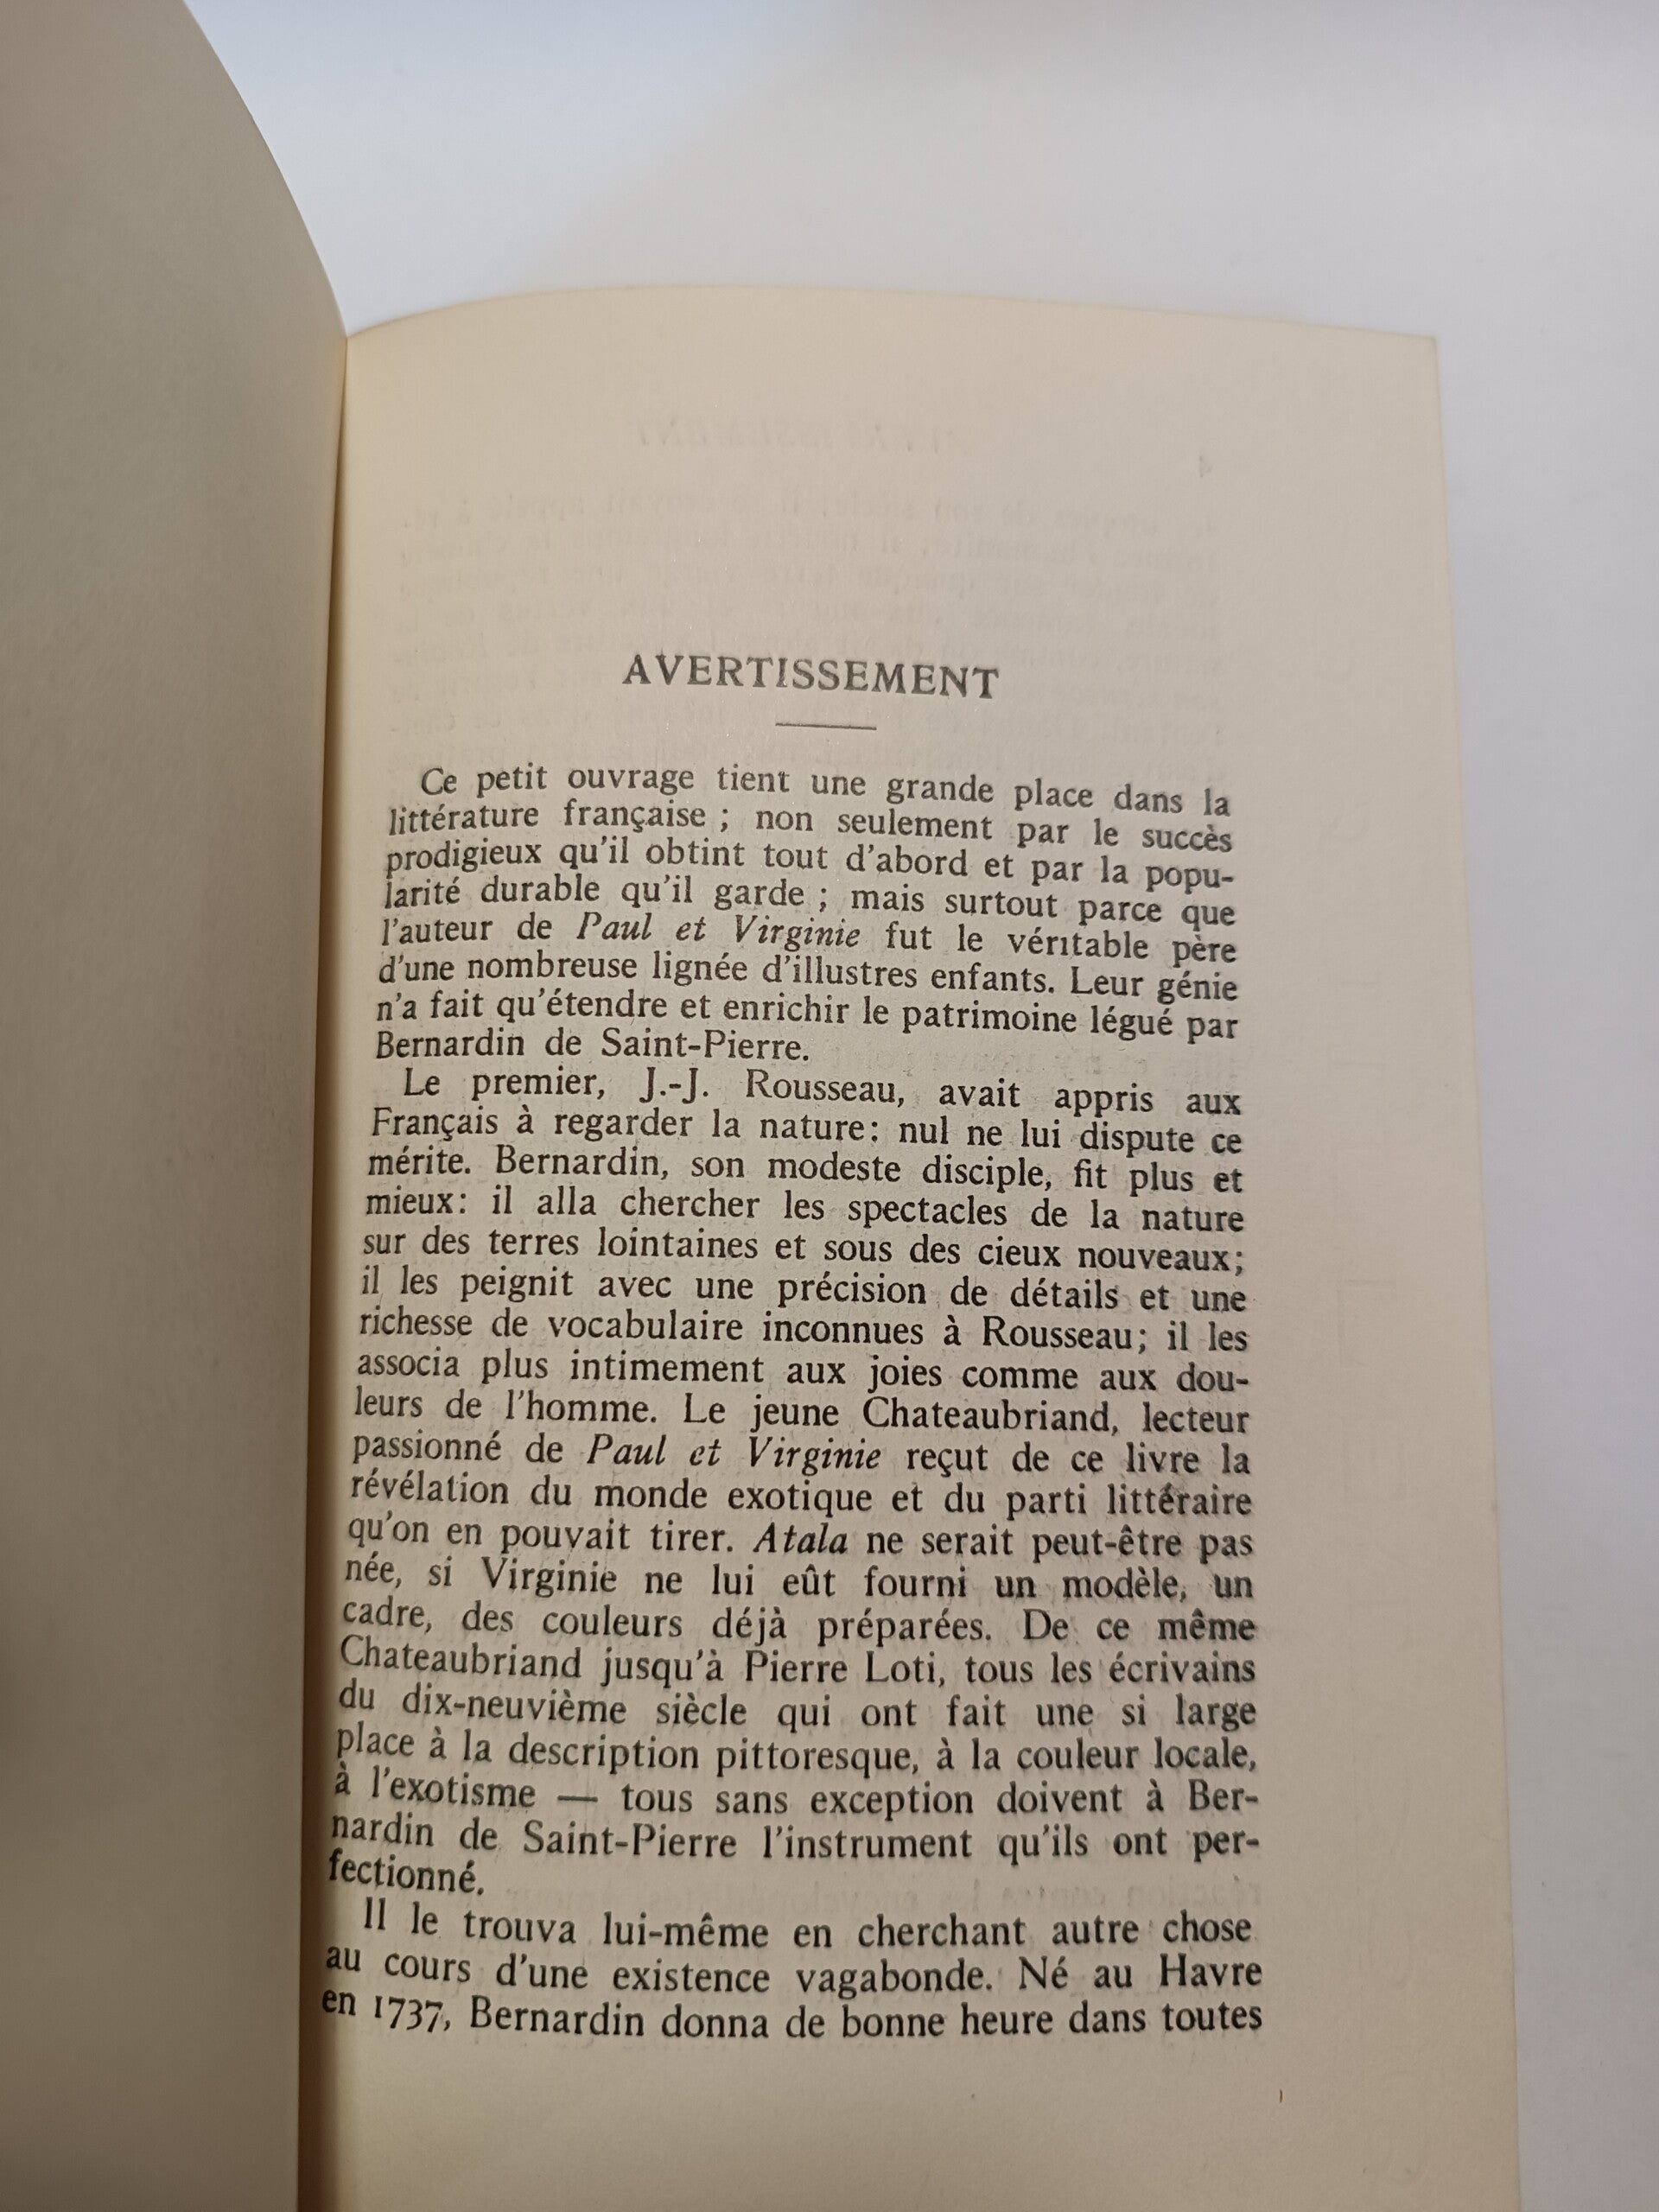 AVERTISSEMENT
Ce petit ouvrage tient une grande place dans la
littérature française ; non seulement par le succès
prodigieux qu'il obtint tout d'abord et par la popu-
larité durable qu'il garde ; mais surtout parce que
l'auteur de Paul et Virginie fut le véritable père
d'une nombreuse lignée d'illustres enfants. Leur génie
n'a fait qu'étendre et enrichir le patrimoine légué par
Bernardin de Saint-Pierre.
Le premier, J.-J. Rousseau, avait appris aux
Français à regarder la nature: nul ne lui dispute ce
mérite. Bernardin, son modeste disciple, fit plus et
mieux: il alla chercher les spectacles de la nature
sur des terres lointaines et sous des cieux nouveaux;
il les peignit avec une précision de détails et une
richesse de vocabulaire inconnues à Rousseau; il les
associa plus intimement aux joies comme aux dou-
leurs de l'homme. Le jeune Chateaubriand, lecteur
passionné de Paul et Virginie reçut de ce livre la
révélation du monde exotique et du parti littéraire
qu'on en pouvait tirer. Atala ne serait peut-être pas
née, si Virginie ne lui eût fourni un modèle, un
cadre, des couleurs déjà préparées. De ce même
Chateaubriand jusqu'à Pierre Loti, tous les écrivains
du dix-neuvième siècle qui ont fait une si large
place à la description pittoresque, à la couleur locale,
à l'exotisme — tous sans exception doivent à Ber-
nardin de Saint-Pierre l'instrument qu'ils ont per-
fectionné.
Il le trouva lui-même en cherchant autre chose
au cours d'une existence vagabonde. Né au Havre
en 1737, Bernardin donna de bonne heure dans toutes